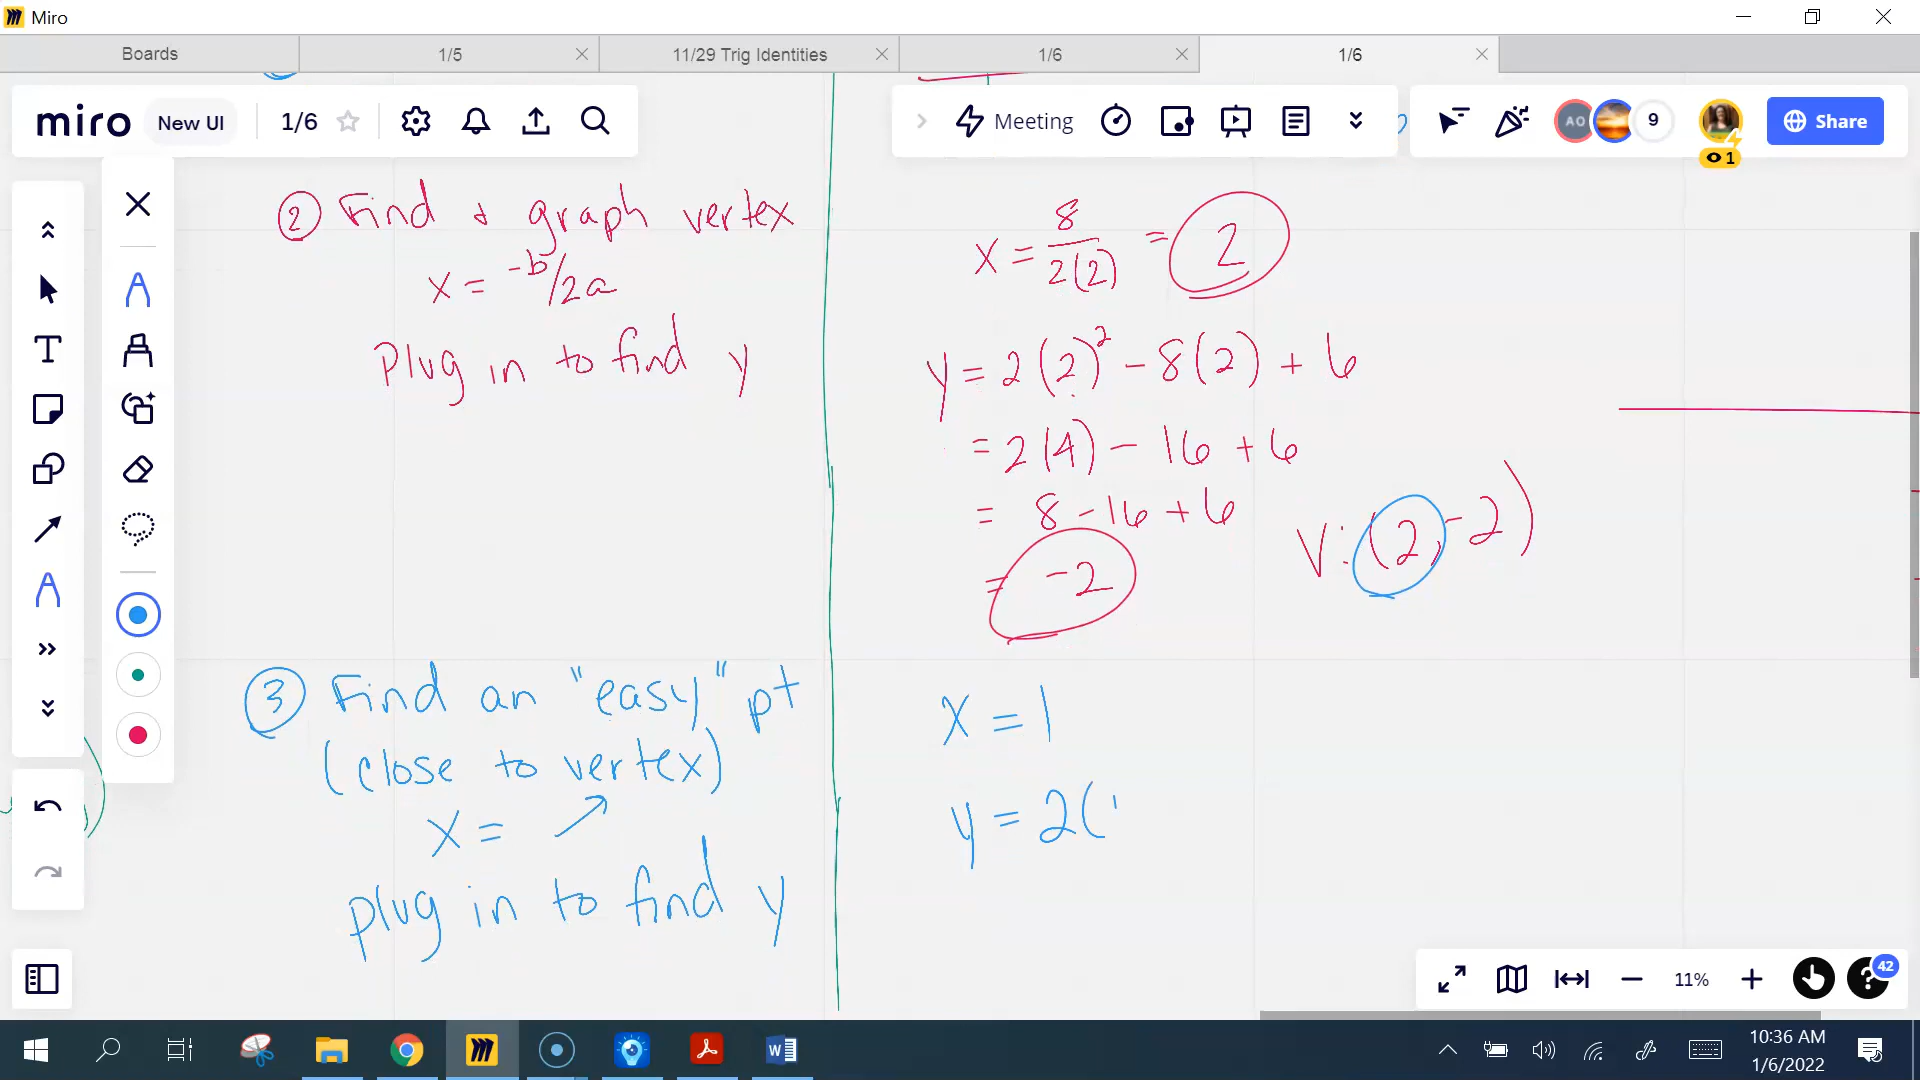 Miro
Boards
1/5
11/29 Trig Identities
1/6
1/6
miro New UI 1/6
Meeting
AO
9
Share
1
② Find & graph vertex
x = -b/2a
Plug in to find y
x = 8/2(2) = 2
y = 2(2)² - 8(2) + 6
= 2(4) - 16 + 6
= 8 - 16 + 6
= -2
V: (2, -2)
③ Find an "easy" pt
(close to vertex)
x =
plug in to find y
x = 1
y = 2(
11%
42
10:36 AM
1/6/2022